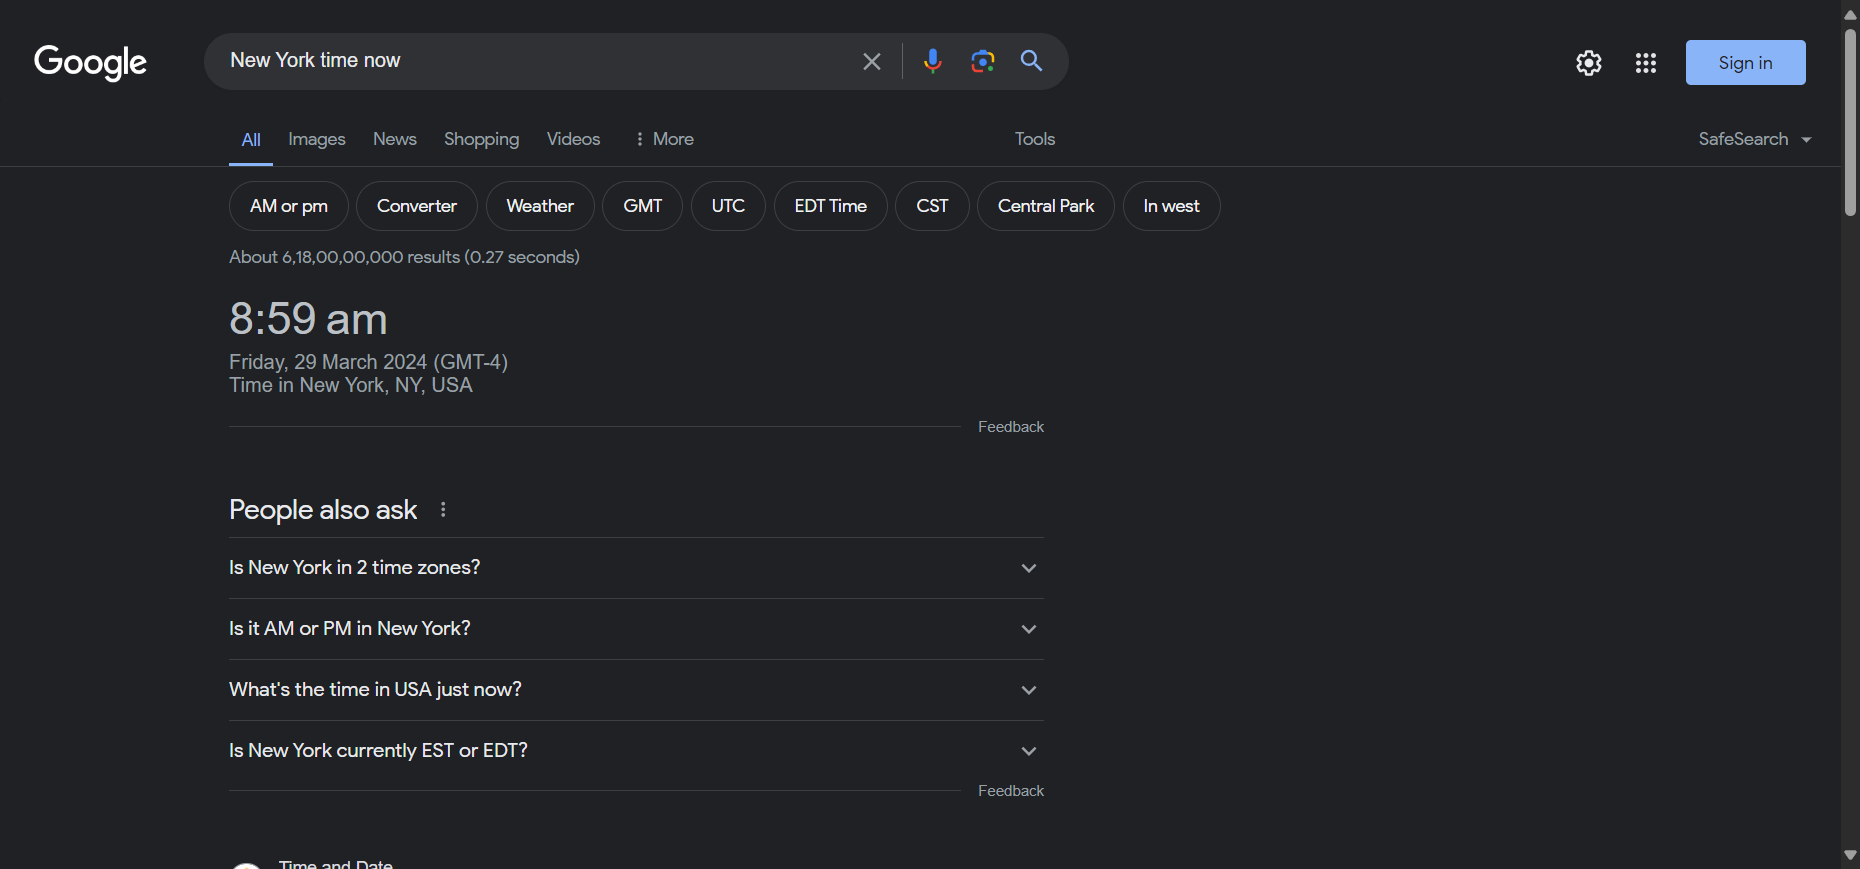 Google
New York time now
Sign in
All Images News Shopping Videos More Tools SafeSearch
AM or pm Converter Weather GMT UTC EDT Time CST Central Park In west
About 6,18,00,00,000 results (0.27 seconds)
8:59 am
Friday, 29 March 2024 (GMT-4)
Time in New York, NY, USA
Feedback
People also ask
Is New York in 2 time zones?
Is it AM or PM in New York?
What's the time in USA just now?
Is New York currently EST or EDT?
Feedback
Time and Date